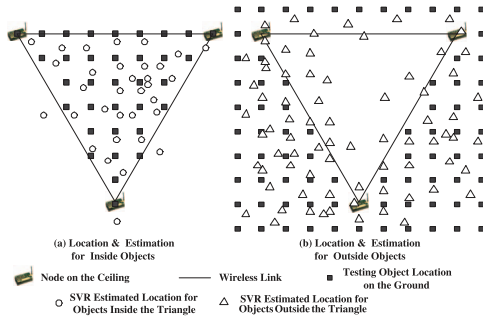 (a) Location & Estimation
for Inside Objects
(b) Location & Estimation
for Outside Objects
Node on the Ceiling
Wireless Link
Testing Object Location
on the Ground
SVR Estimated Location for
Objects Inside the Triangle
SVR Estimated Location for
Objects Outside the Triangle